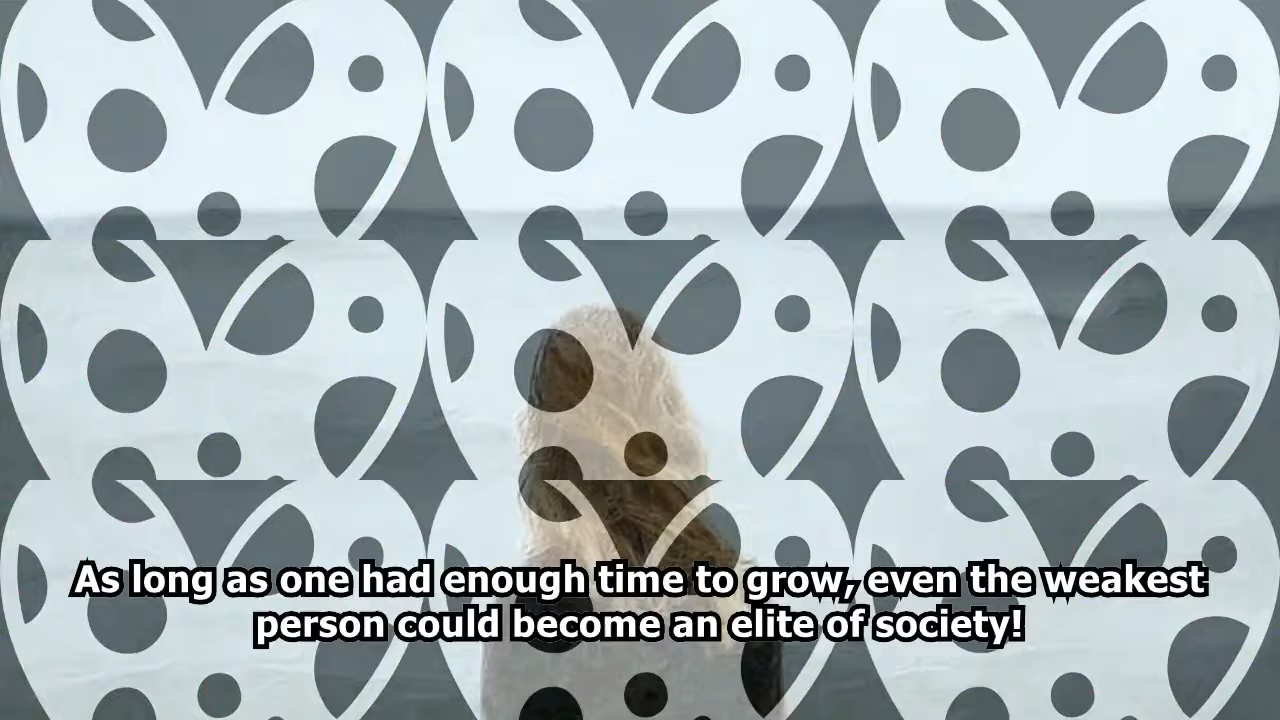 As long as one had enough time to grow, even the weakest
person could become an elite of society!